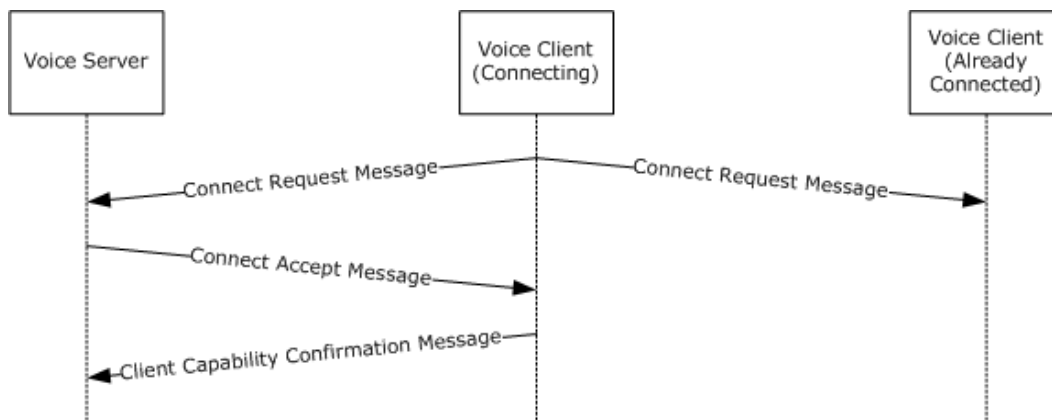 Voice Server
Voice Client
(Connecting)
Voice Client
(Already
Connected)
Connect Request Message
Connect Request Message
Connect Accept Message
Client Capability Confirmation Message